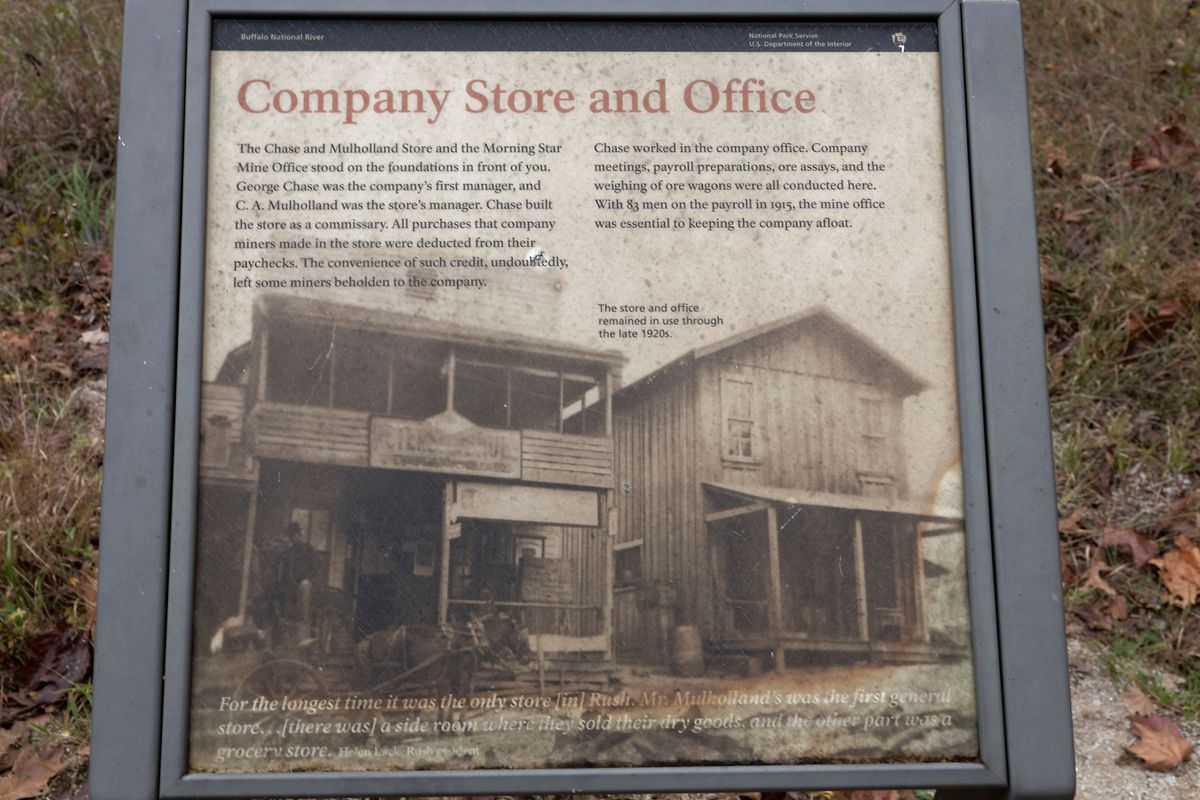 Buffalo National River
National Park Service
U.S. Department of the Interior
Company Store and Office
The Chase and Mulholland Store and the Morning Star
Mine Office stood on the foundations in front of you.
George Chase was the company's first manager, and
C. A. Mulholland was the store's manager. Chase built
the store as a commissary. All purchases that company
miners made in the store were deducted from their
paychecks. The convenience of such credit, undoubtedly,
left some miners beholden to the company.
Chase worked in the company office. Company
meetings, payroll preparations, ore assays, and the
weighing of ore wagons were all conducted here.
With 83 men on the payroll in 1915, the mine office
was essential to keeping the company afloat.
The store and office
remained in use through
the late 1920s.
For the longest time it was the only store [in] Rush. Mr. Mulholland's was the first general
store. . .[there was] a side room where they sold their dry goods, and the other part was a
grocery store. Helen Lack, Rush resident